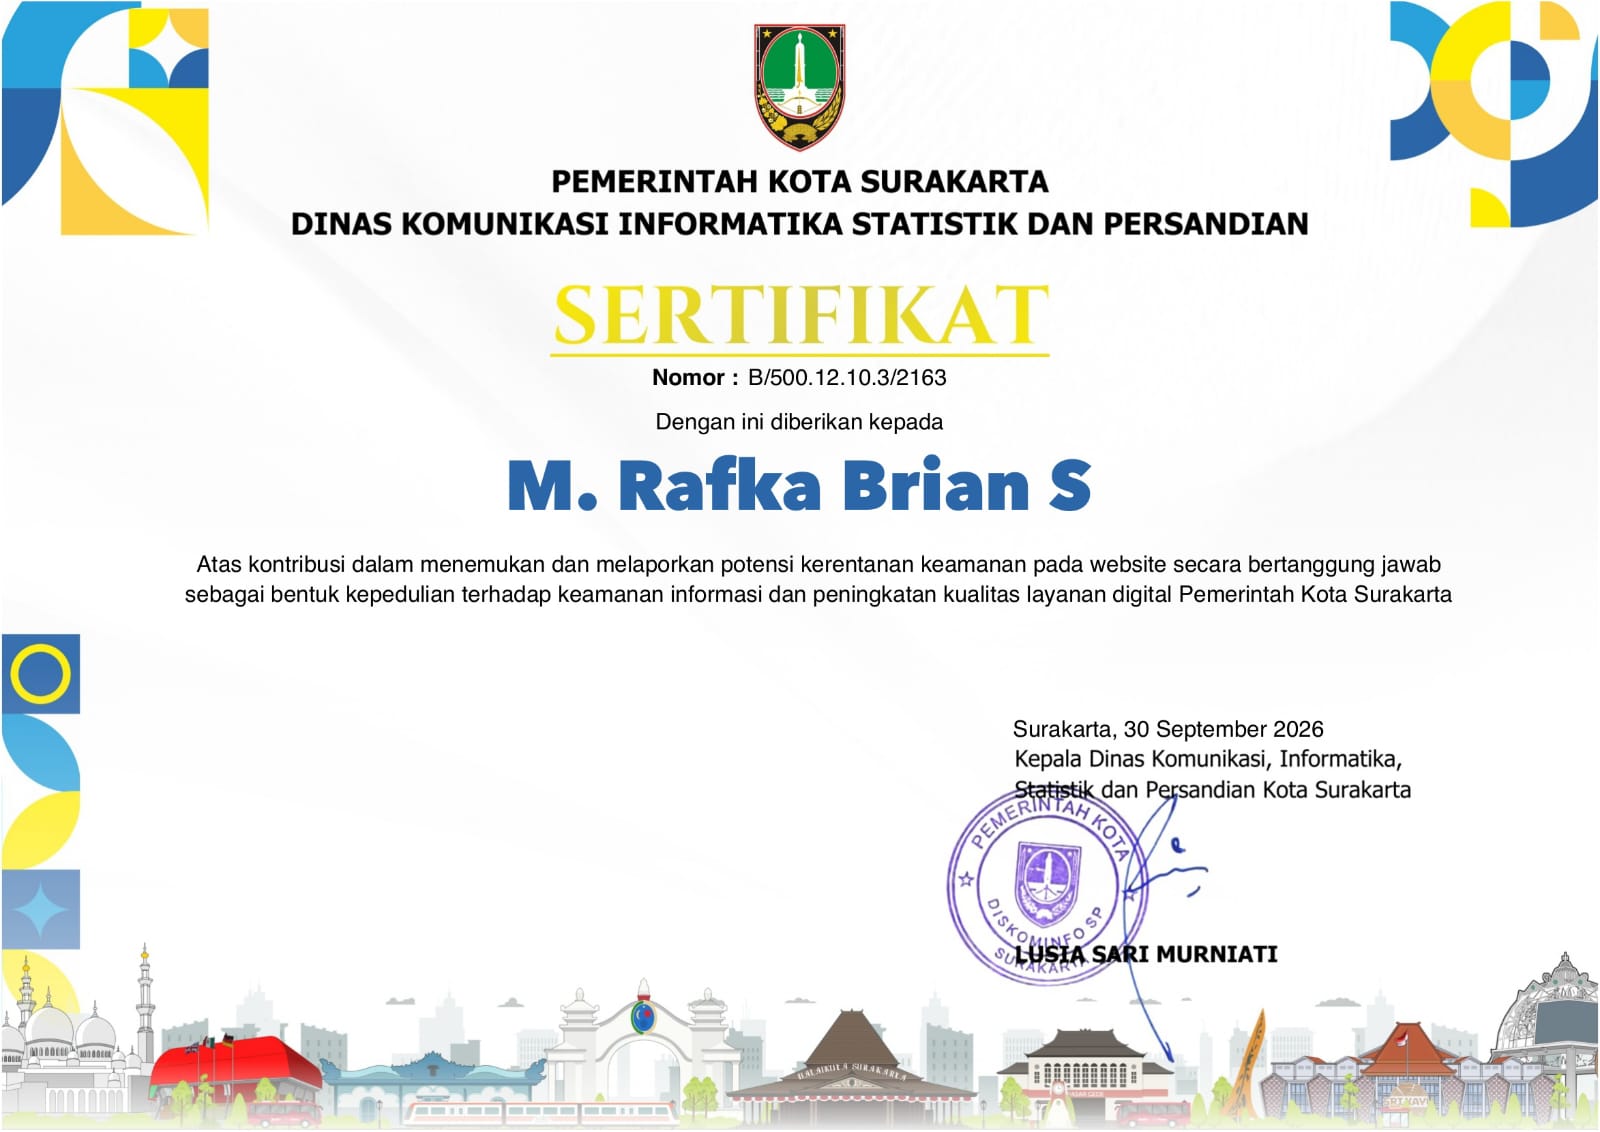 PEMERINTAH KOTA SURAKARTA
DINAS KOMUNIKASI INFORMATIKA STATISTIK DAN PERSANDIAN
SERTIFIKAT
Nomor : B/500.12.10.3/2163
Dengan ini diberikan kepada
M. Rafka Brian S
Atas kontribusi dalam menemukan dan melaporkan potensi kerentanan keamanan pada website secara bertanggung jawab
sebagai bentuk kepedulian terhadap keamanan informasi dan peningkatan kualitas layanan digital Pemerintah Kota Surakarta
Surakarta, 30 September 2026
Kepala Dinas Komunikasi, Informatika,
Statistik dan Persandian Kota Surakarta
PEMERINTAH KOTA
DISKOMINFO SP
SURAKARTA
LUSIA SARI MURNIATI
BALAIKOTA SURAKARTA